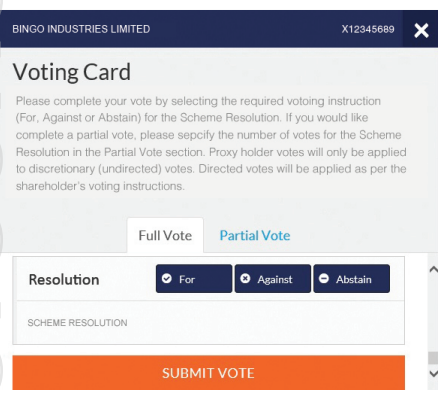 BINGO INDUSTRIES LIMITED X12345689
Voting Card
Please complete your vote by selecting the required votoing instruction
(For, Against or Abstain) for the Scheme Resolution. If you would like
complete a partial vote, please sepcify the number of votes for the Scheme
Resolution in the Partial Vote section. Proxy holder votes will only be applied
to discretionary (undirected) votes. Directed votes will be applied as per the
shareholder's voting instructions.
Full Vote Partial Vote
Resolution For Against Abstain
SCHEME RESOLUTION
SUBMIT VOTE